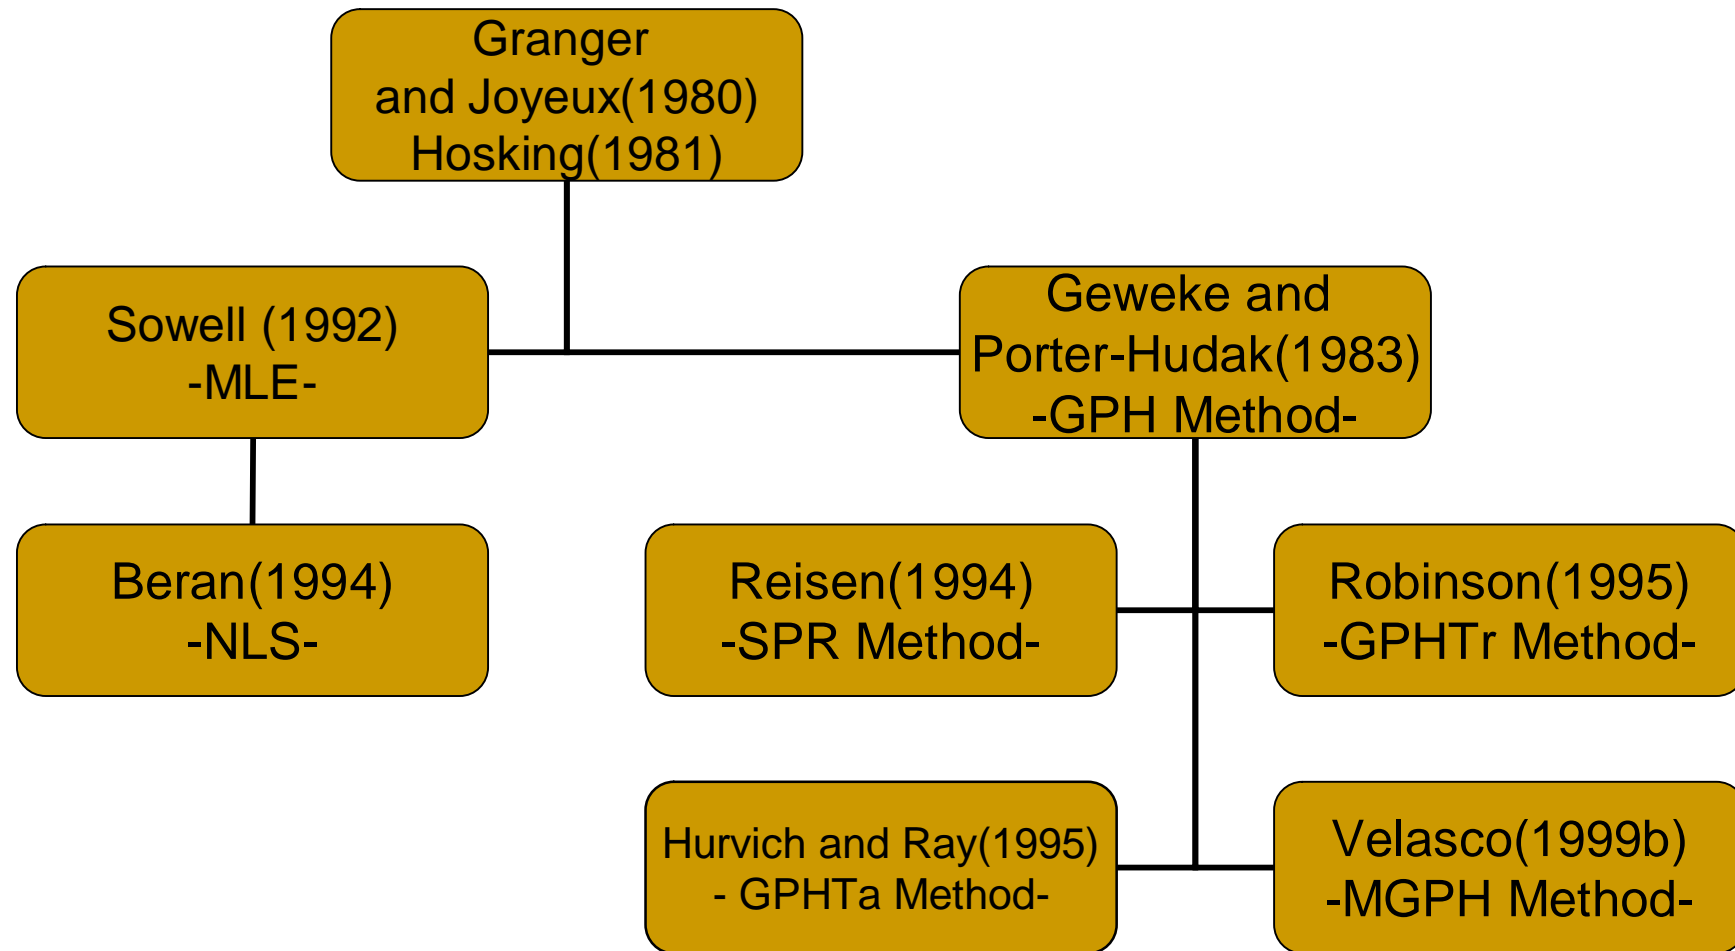 Granger
and Joyeux(1980)
Hosking(1981)
Sowell (1992)
-MLE-
Geweke and
Porter-Hudak(1983)
-GPH Method-
Beran(1994)
-NLS-
Reisen(1994)
-SPR Method-
Robinson(1995)
-GPHTr Method-
Hurvich and Ray(1995)
- GPHTa Method-
Velasco(1999b)
-MGPH Method-